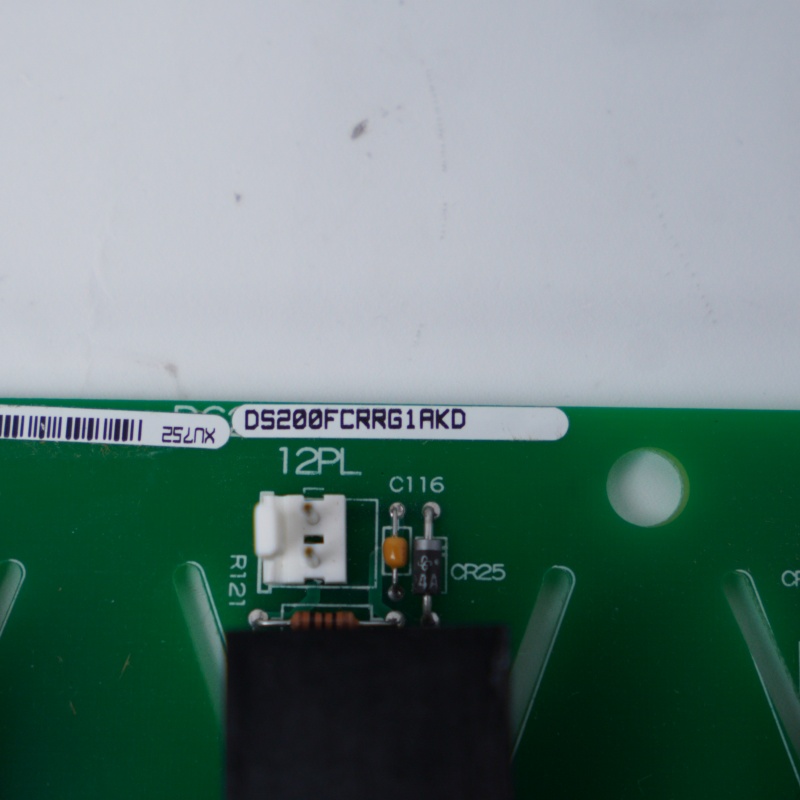 DS200FCRRG1AKD
XU752
12PL
C116
R121
CR25